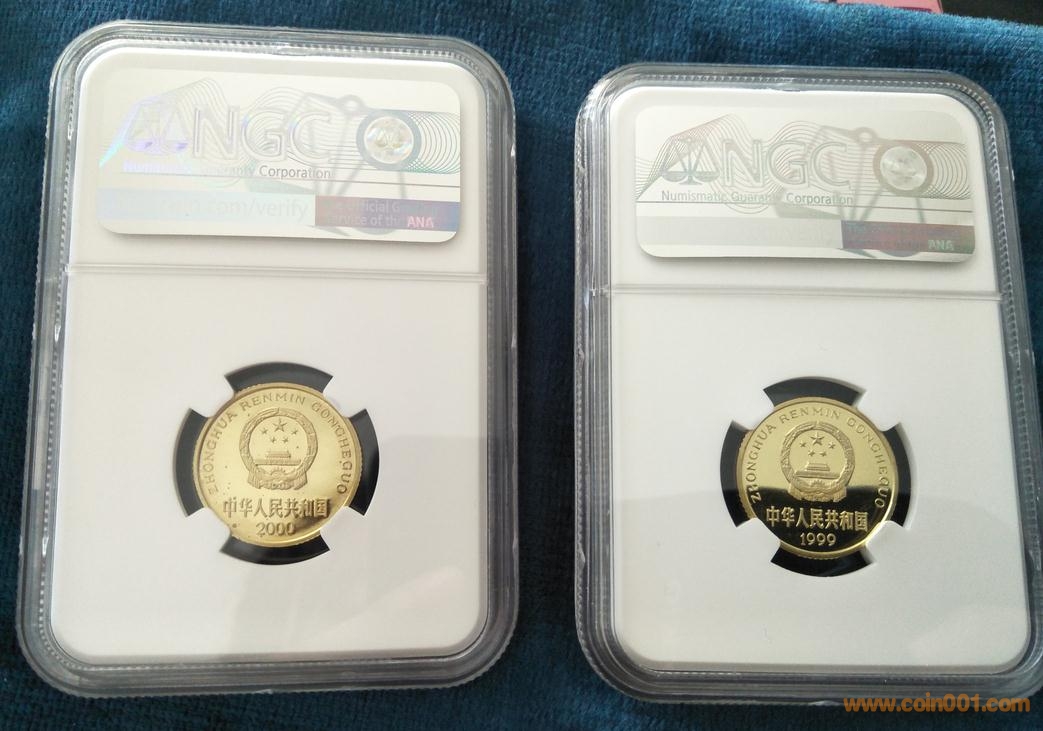 NGC
Numismatic Guaranty Corporation
.com/verify
The Official G
Service of the ANA
ZHONGHUA RENMIN GONGHEGUO
中华人民共和国
2000
NGC
Numismatic Guaranty Corporation
ANA
ZHONGHUA RENMIN GONGHEGUO
中华人民共和国
1999
www.coin001.com